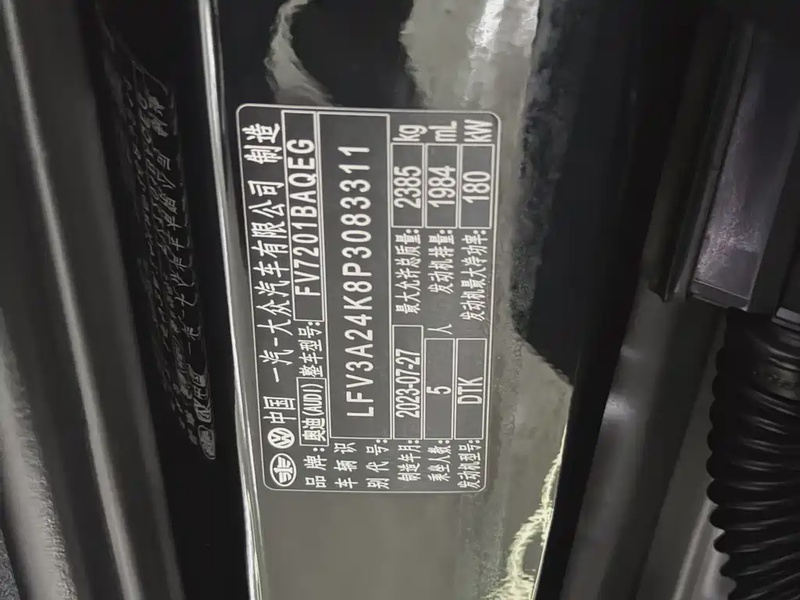 中国 一汽-大众汽车有限公司 制造
品牌: 奥迪(AUDI) 整车型号: FV7201BAQEG
车辆识别代号: LFV3A24K8P3083311
制造年月: 2023-07-27 最大允许总质量: 2385 kg
乘坐人数: 5 人 发动机排量: 1984 mL
发动机型号: DTK 发动机最大净功率: 180 kW